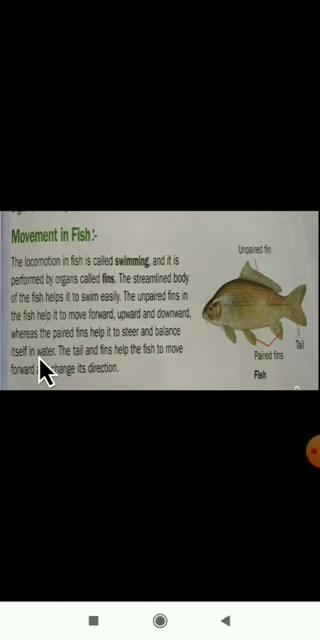 Movement in Fish :-
The locomotion in fish is called swimming, and it is
performed by organs called fins. The streamlined body
of the fish helps it to swim easily. The unpaired fins in
the fish help it to move forward, upward and downward,
whereas the paired fins help it to steer and balance
itself in water. The tail and fins help the fish to move
forward change its direction.
Unpaired fin
Tail
Paired fins
Fish